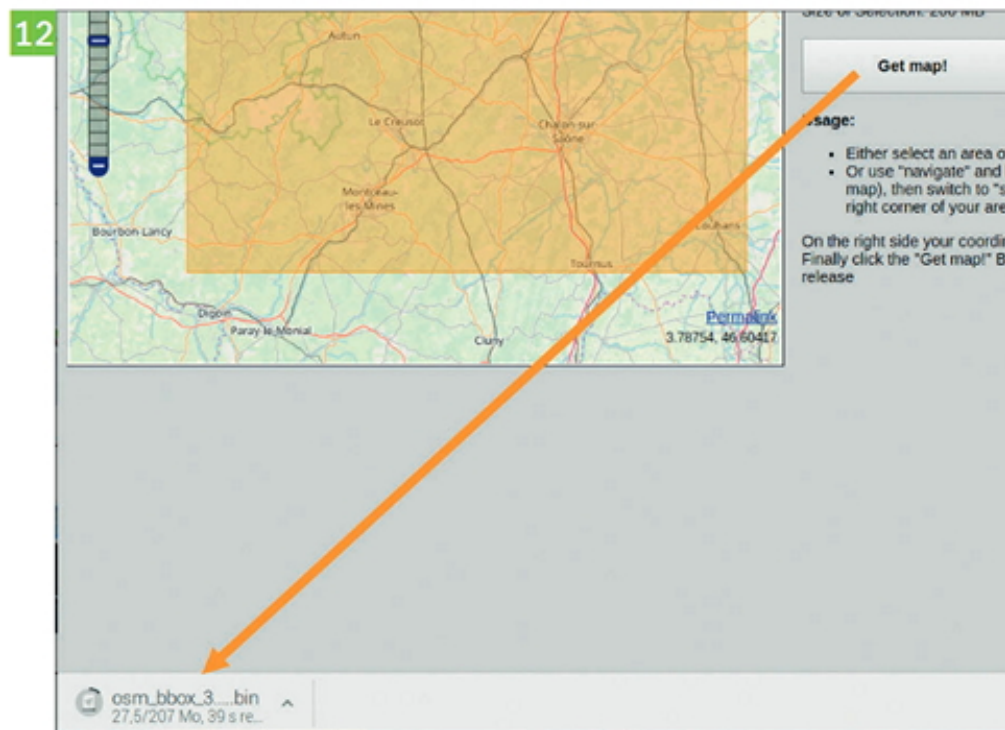 12
Size of Selection: 200 MB
Autun
Get map!
Le Creusot
Chalon-sur-
Saône
Usage:
Either select an area o
Or use "navigate" and
map), then switch to "s
right corner of your are
Montceau-
les-Mines
Bourbon-Lancy
Louhans
On the right side your coordin
Finally click the "Get map!" B
release
Tournus
Digoin
Paray-le-Monial
Cluny
Permalink
3.78754, 46.60417
osm_bbox_3....bin
27,5/207 Mo, 39 s re...